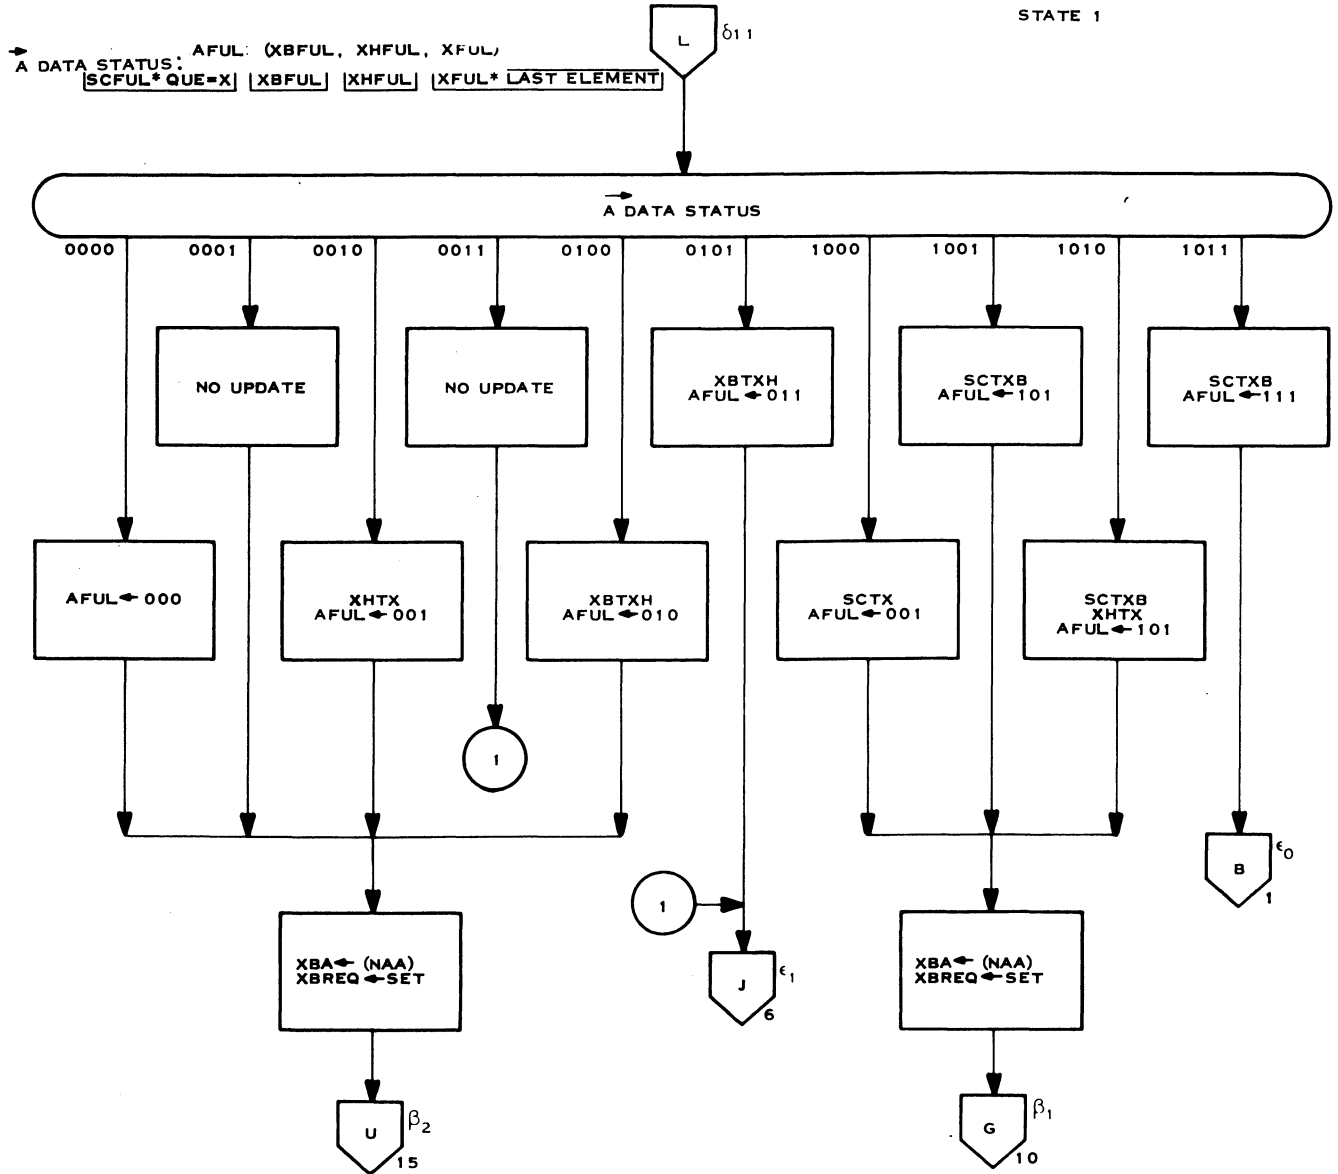 STATE 1
L δ11
AFUL: (XBFUL, XHFUL, XFUL)
A DATA STATUS:
SCFUL* QUE=X XBFUL XHFUL XFUL* LAST ELEMENT
A DATA STATUS
0000 0001 0010 0011 0100 0101 1000 1001 1010 1011
NO UPDATE
NO UPDATE
XBTXH
AFUL← 011
SCTXB
AFUL← 101
SCTXB
AFUL← 111
AFUL← 000
XHTX
AFUL← 001
XBTXH
AFUL← 010
SCTX
AFUL← 001
SCTXB
XHTX
AFUL← 101
1
1
B ε0
1
XBA← (NAA)
XBREQ←SET
J ε1
6
XBA← (NAA)
XBREQ←SET
U β2
15
G β1
10